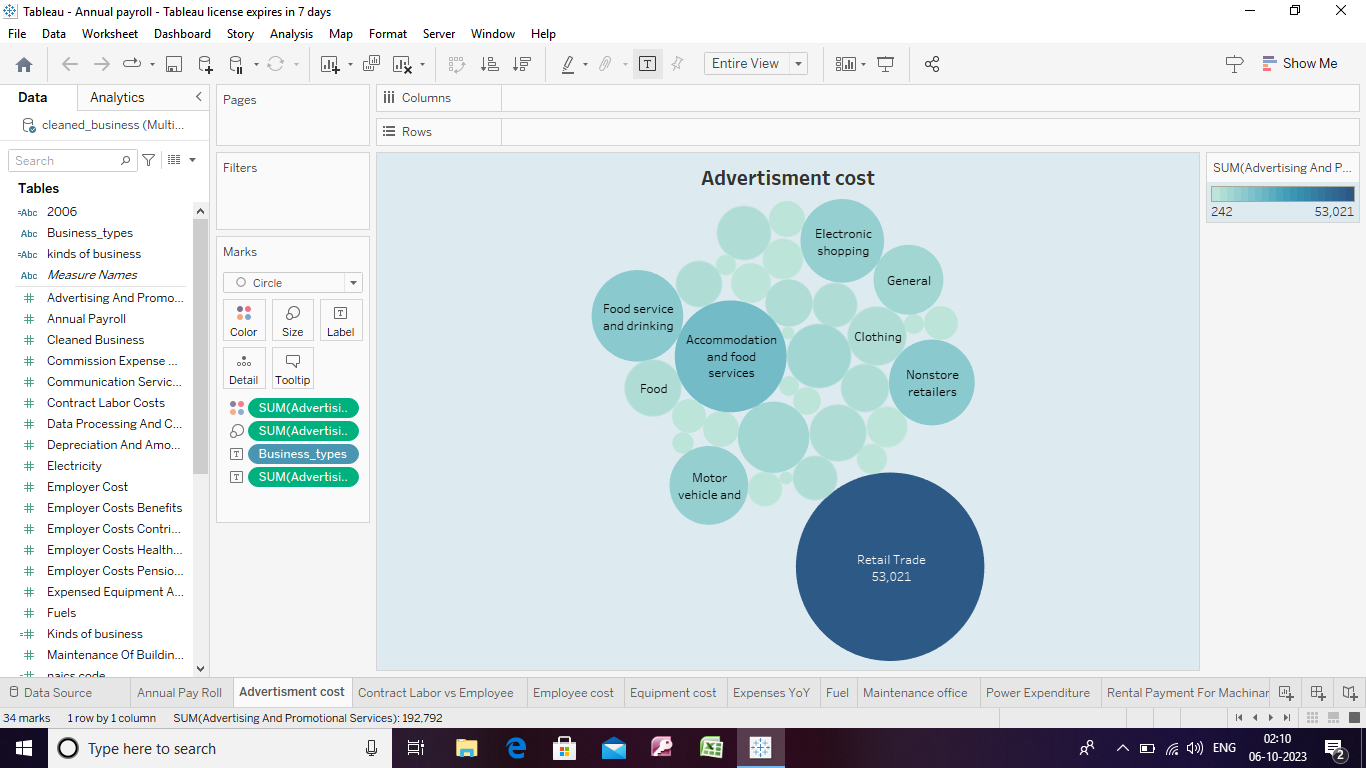 Tableau - Annual payroll - Tableau license expires in 7 days
File Data Worksheet Dashboard Story Analysis Map Format Server Window Help
Entire View
Show Me
Data Analytics
cleaned_business (Multi...
Search
Tables
Abc 2006
Abc Business_types
Abc kinds of business
Abc Measure Names
Advertising And Promo...
Annual Payroll
Cleaned Business
Commission Expense ...
Communication Servic...
Contract Labor Costs
Data Processing And C...
Depreciation And Amo...
Electricity
Employer Cost
Employer Costs Benefits
Employer Costs Contri...
Employer Costs Health...
Employer Costs Pensio...
Expensed Equipment A...
Fuels
Kinds of business
Maintenance Of Buildin...
naics code
Pages
Filters
Marks
Circle
Color Size Label
Detail Tooltip
SUM(Advertisi..
SUM(Advertisi..
Business_types
SUM(Advertisi..
Columns
Rows
Advertisment cost
Electronic
shopping
General
Food service
and drinking
Accommodation
and food
services
Clothing
Food
Nonstore
retailers
Motor
vehicle and
Retail Trade
53,021
SUM(Advertising And P...
242 53,021
Data Source Annual Pay Roll Advertisment cost Contract Labor vs Employee Employee cost Equipment cost Expenses YoY Fuel Maintenance office Power Expenditure Rental Payment For Machinar
34 marks 1 row by 1 column SUM(Advertising And Promotional Services): 192,792
Type here to search
ENG
02:10
06-10-2023
2